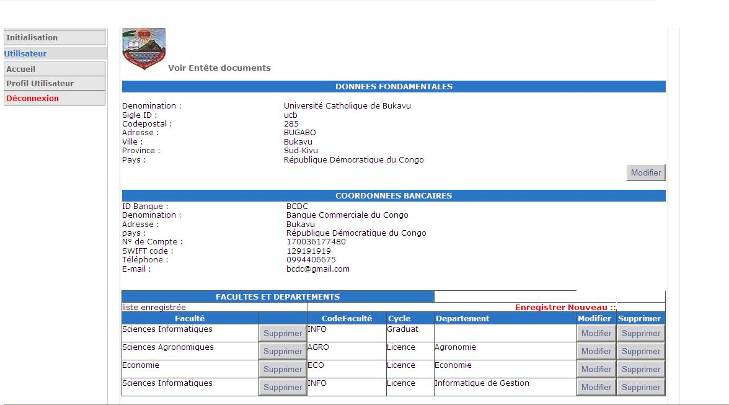 Initialisation
Utilisateur
Accueil
Profil Utilisateur
Déconnexion
Voir Entête documents
DONNEES FONDAMENTALES
Denomination : Université Catholique de Bukavu
Sigle ID : ucb
Codepostal : 285
Adresse : BUGABO
Ville : Bukavu
Province : Sud-Kivu
Pays : République Démocratique du Congo
Modifier
COORDONNEES BANCAIRES
ID Banque : BCDC
Denomination : Banque Commerciale du Congo
Adresse : Bukavu
pays : République Démocratique du Congo
N° de Compte : 170036177480
SWIFT code : 129191919
Téléphone : 0994406675
E-mail : bcdc@gmail.com
FACULTES ET DEPARTEMENTS
liste enregistrée Enregistrer Nouveau ::.
Faculté CodeFaculté Cycle Departement Modifier Supprimer
Sciences Informatiques Supprimer INFO Graduat Modifier Supprimer
Sciences Agronomiques Supprimer AGRO Licence Agronomie Modifier Supprimer
Economie Supprimer ECO Licence Economie Modifier Supprimer
Sciences Informatiques Supprimer INFO Licence Informatique de Gestion Modifier Supprimer